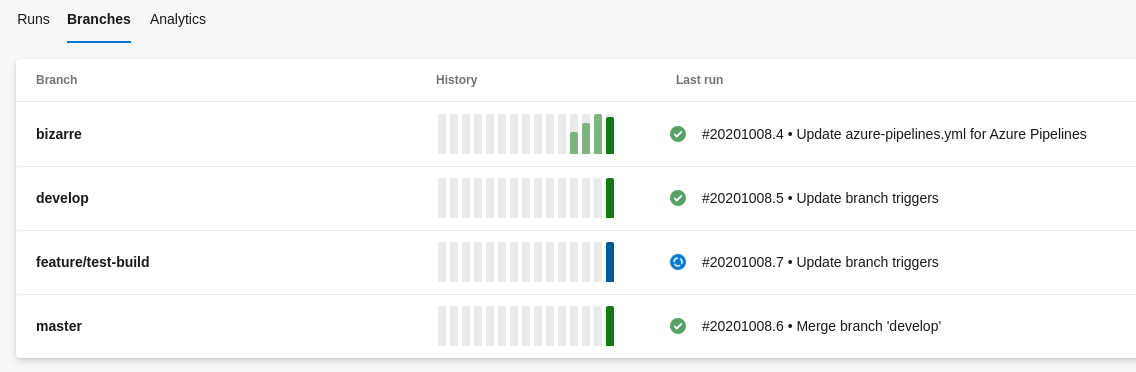 Runs Branches Analytics
Branch History Last run
bizarre #20201008.4 • Update azure-pipelines.yml for Azure Pipelines
develop #20201008.5 • Update branch triggers
feature/test-build #20201008.7 • Update branch triggers
master #20201008.6 • Merge branch 'develop'